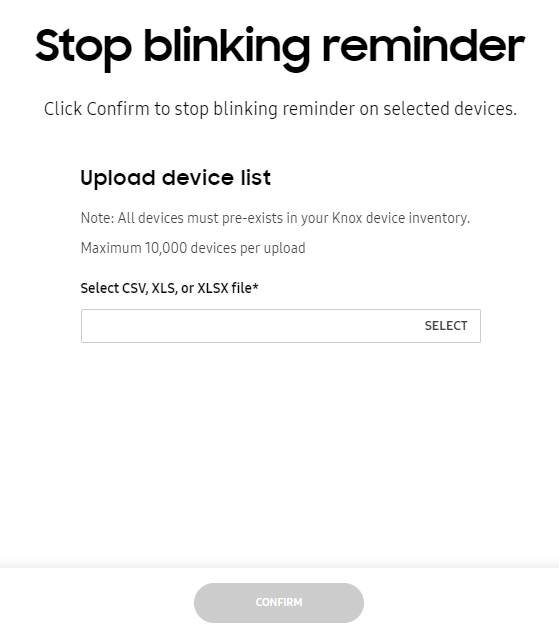 Stop blinking reminder
Click Confirm to stop blinking reminder on selected devices.
Upload device list
Note: All devices must pre-exists in your Knox device inventory.
Maximum 10,000 devices per upload
Select CSV, XLS, or XLSX file*
SELECT
CONFIRM